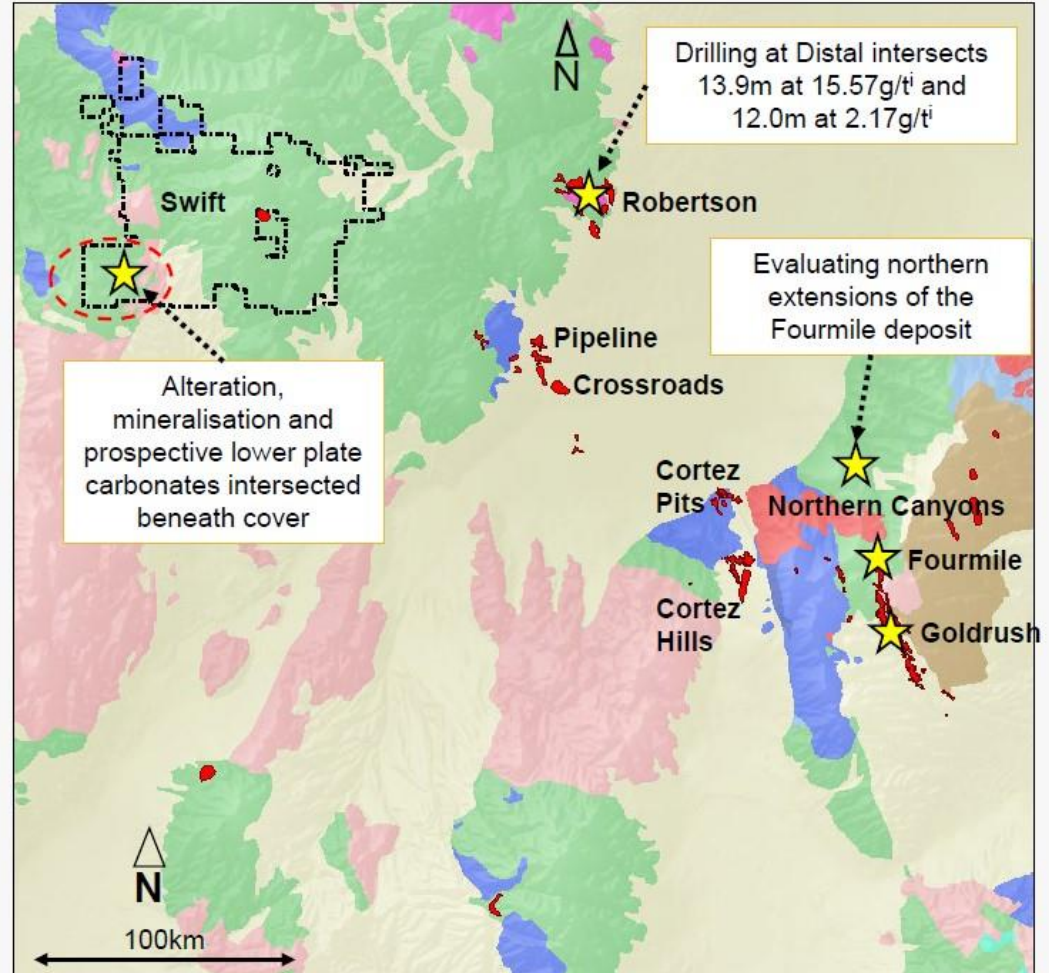 N
Drilling at Distal intersects
13.9m at 15.57g/tⁱ and
12.0m at 2.17g/tⁱ
Swift
Robertson
Evaluating northern
extensions of the
Fourmile deposit
Pipeline
Crossroads
Alteration,
mineralisation and
prospective lower plate
carbonates intersected
beneath cover
Cortez
Pits
Northern Canyons
Fourmile
Cortez
Hills
Goldrush
N
100km